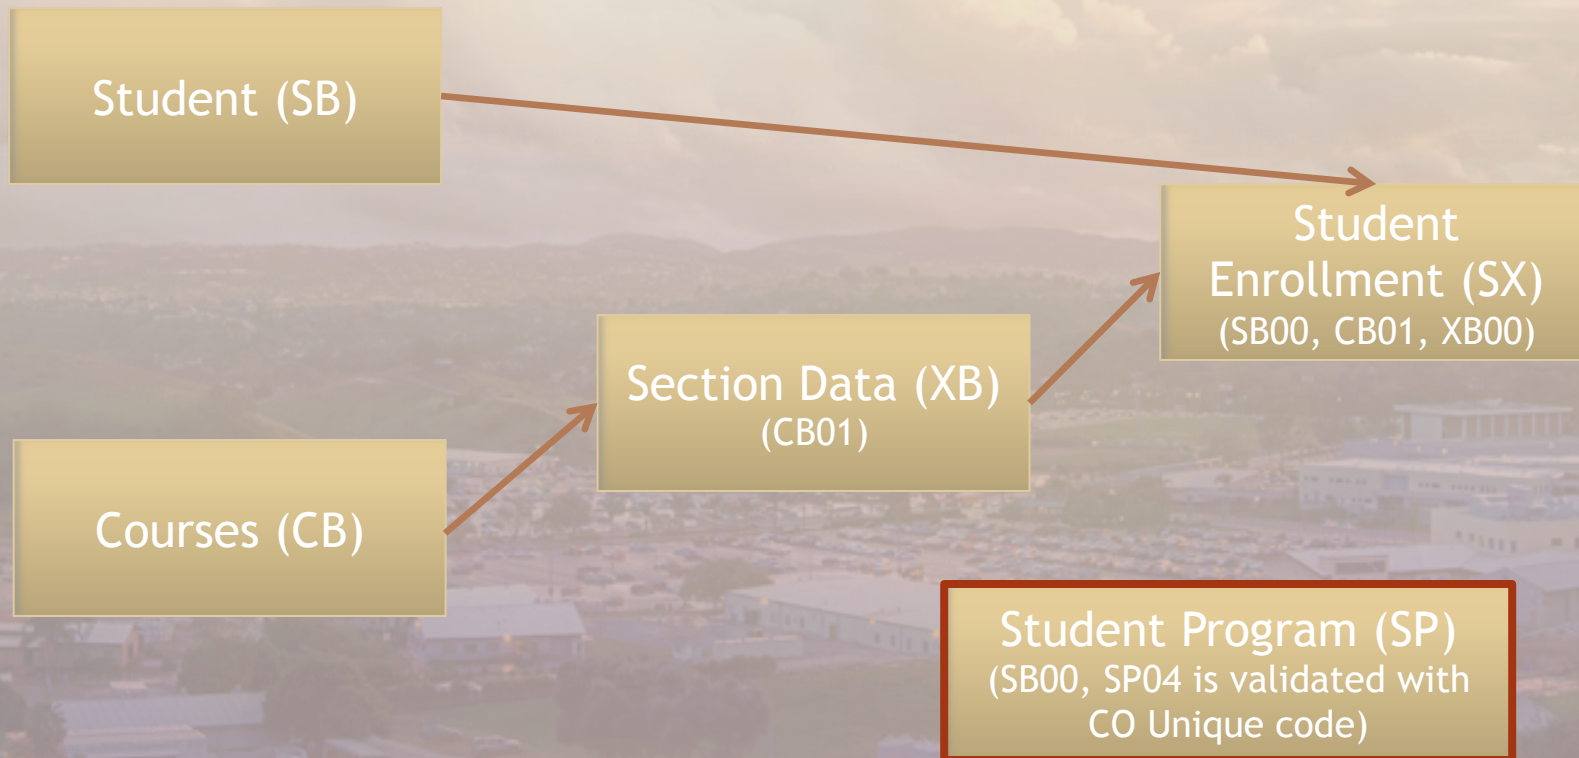 Student (SB)
Student
Enrollment (SX)
(SB00, CB01, XB00)
Section Data (XB)
(CB01)
Courses (CB)
Student Program (SP)
(SB00, SP04 is validated with
CO Unique code)